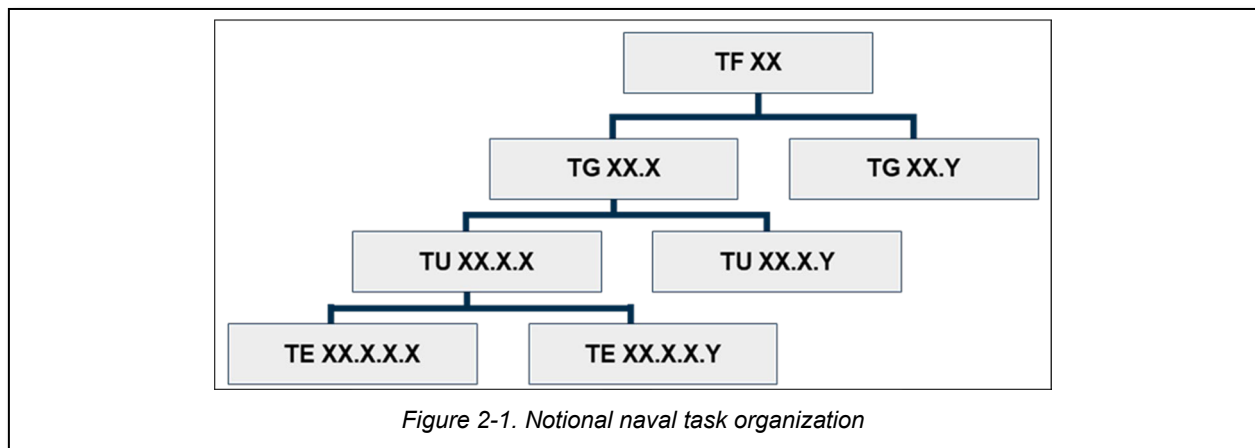 TF XX
TG XX.X
TG XX.Y
TU XX.X.X
TU XX.X.Y
TE XX.X.X.X
TE XX.X.X.Y
Figure 2-1. Notional naval task organization